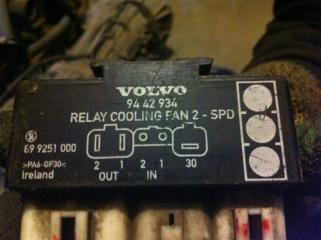 VOLVO
94 42 934
RELAY COOLING FAN 2 - SPD
89 9251 000
>PA6-GF30<
Ireland
2 1 2 1 30
OUT IN